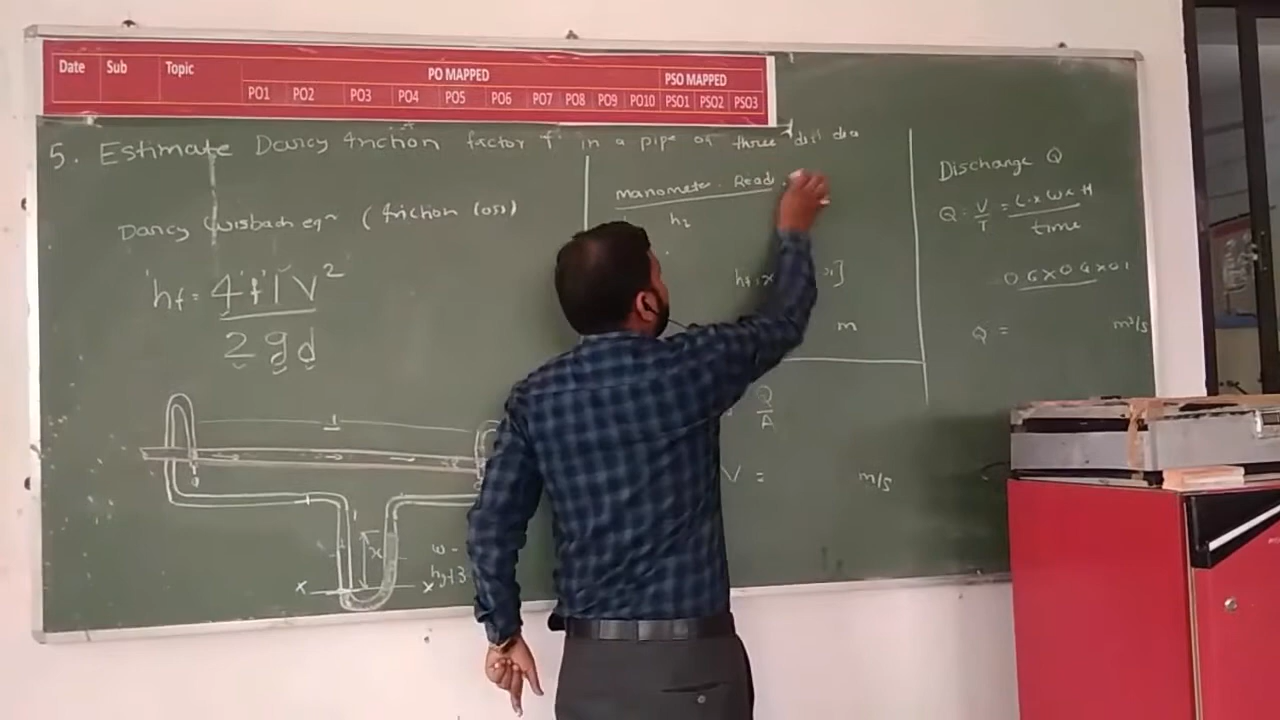 Date Sub Topic PO MAPPED PSO MAPPED
PO1 PO2 PO3 PO4 PO5 PO6 PO7 PO8 PO9 PO10 PSO1 PSO2 PSO3
5. Estimate Darcy friction factor 'f' in a pipe of three dia
Darcy Weisbach eqn (friction loss)
hf = 4flV²
2gd
l
x
x x
manometer Read
h2
m
Q
A
V = m/s
Discharge Q
Q = V/T = L x W x H
time
= 0.6 x 0.6 x 0.1
Q = m³/s